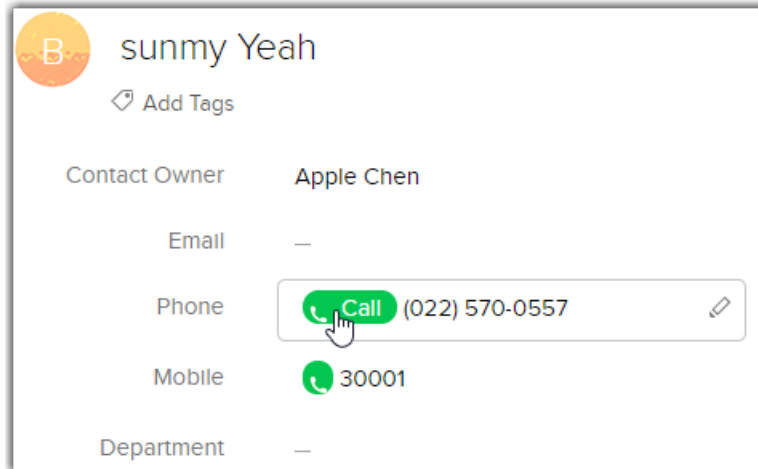 B
sunmy Yeah
Add Tags
Contact Owner Apple Chen
Email —
Phone Call (022) 570-0557
Mobile 30001
Department —